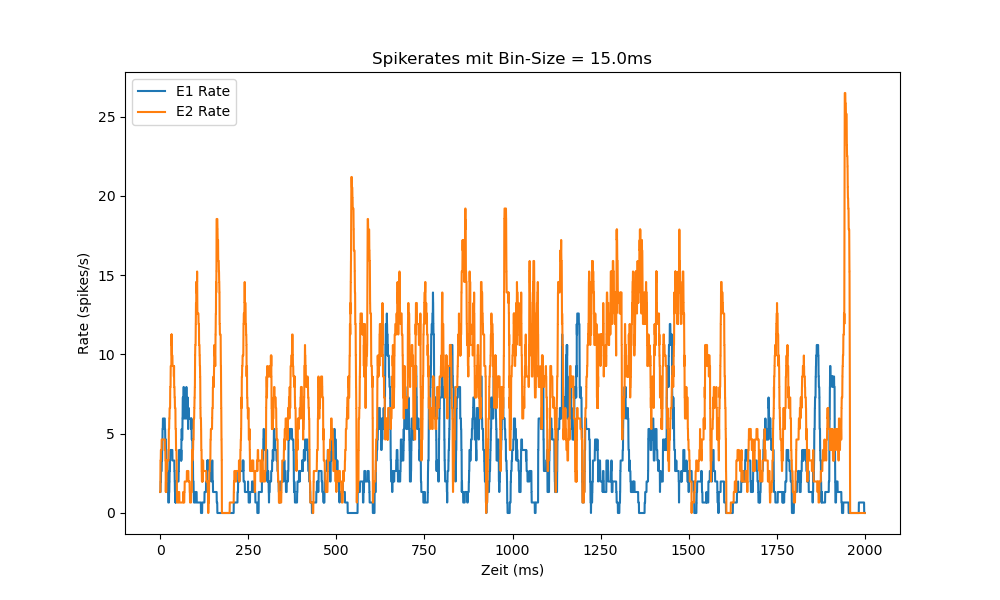 Spikerates mit Bin-Size = 15.0ms
E1 Rate
E2 Rate
25
20
15
10
5
0
Rate (spikes/s)
0 250 500 750 1000 1250 1500 1750 2000
Zeit (ms)